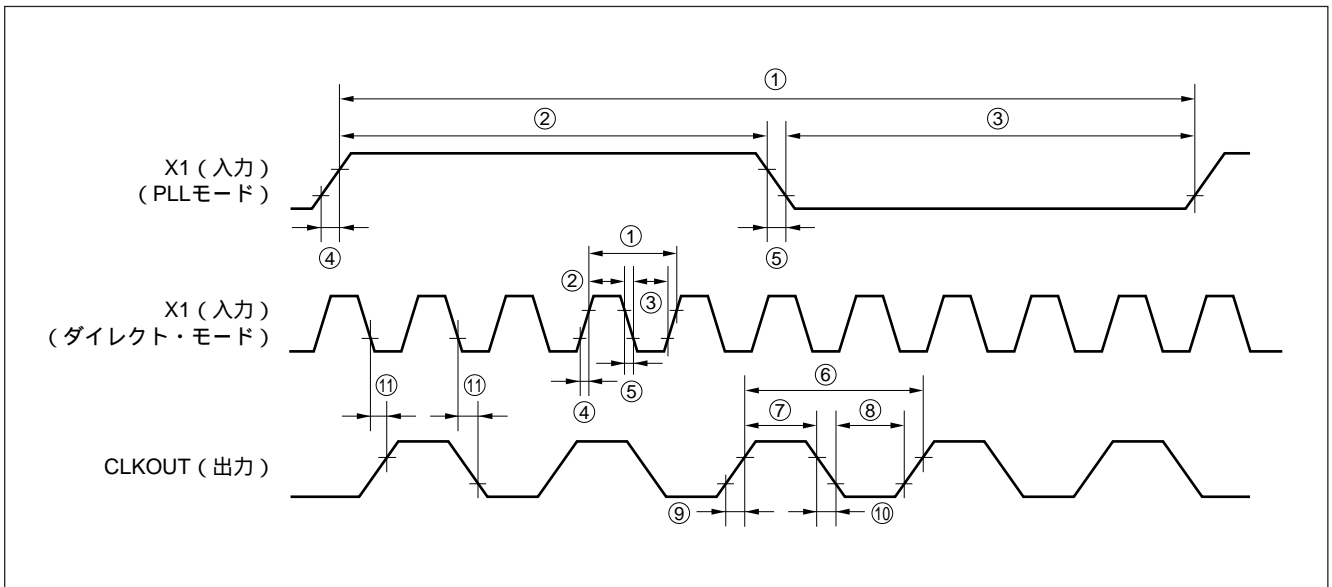 ①
② ③
X1（入力）
（PLLモード）
④ ① ⑤
② ③
X1（入力）
（ダイレクト・モード）
⑪ ⑪ ④ ⑤ ⑥
⑦ ⑧
CLKOUT（出力）
⑨ ⑩